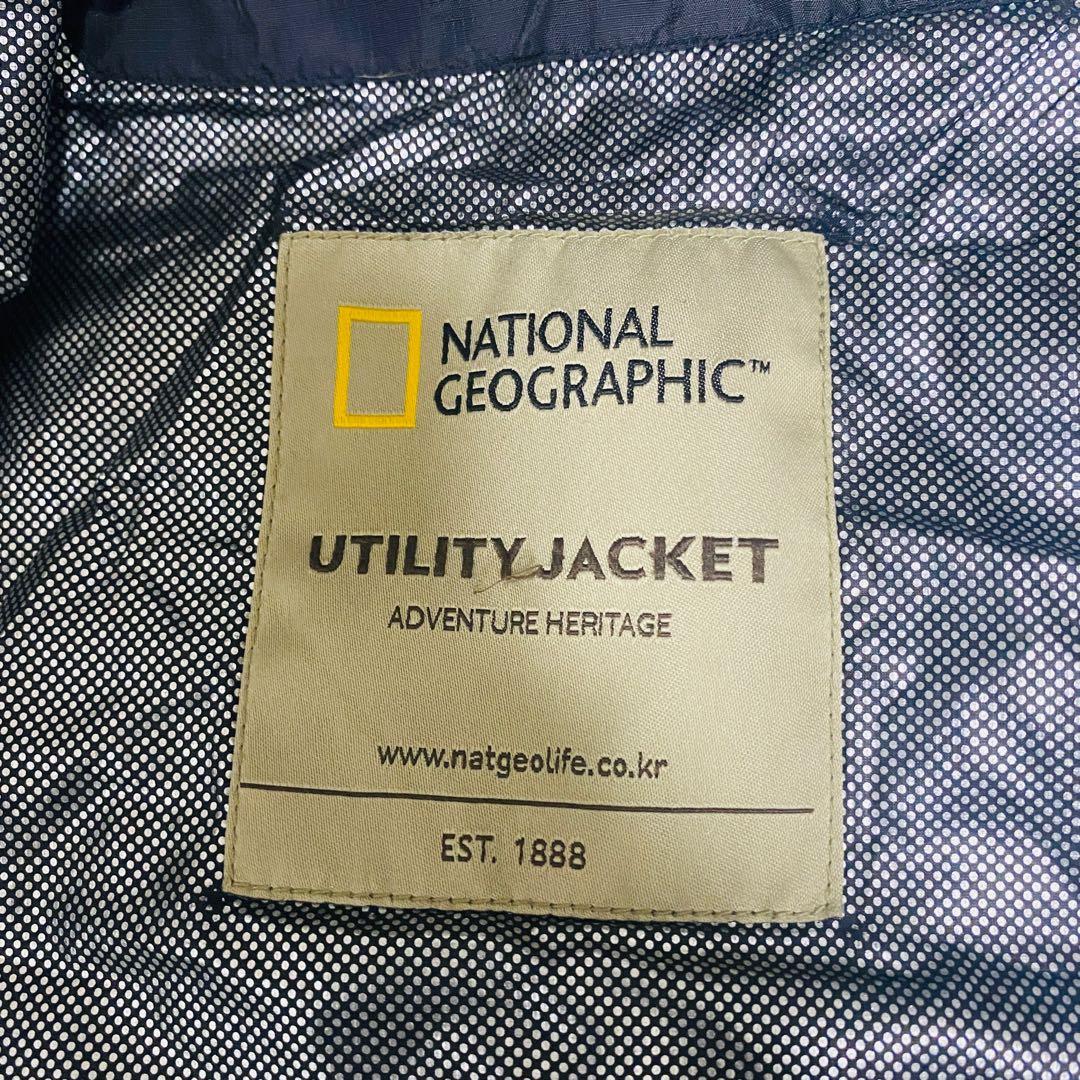 NATIONAL
GEOGRAPHIC™
UTILITY JACKET
ADVENTURE HERITAGE
www.natgeolife.co.kr
EST. 1888